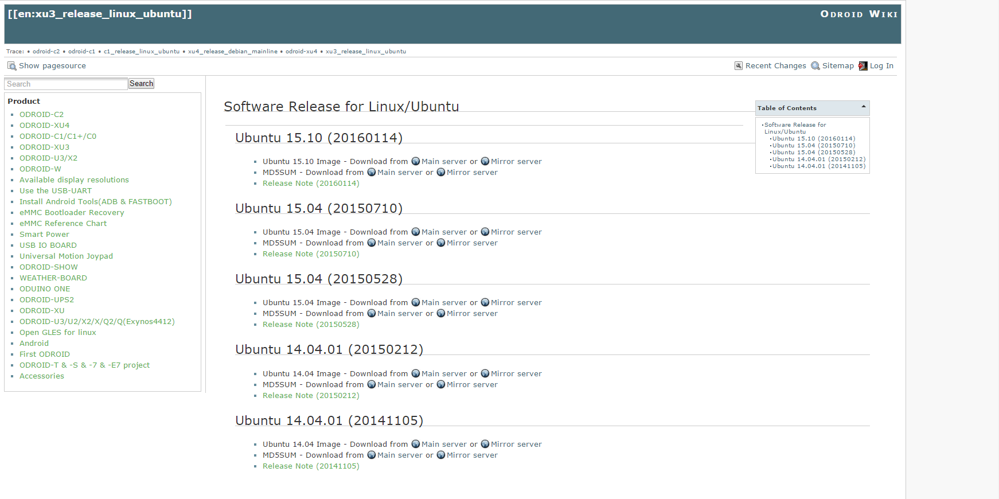 [[en:xu3_release_linux_ubuntu]]
Odroid Wiki
Trace: • odroid-c2 • odroid-c1 • c1_release_linux_ubuntu • xu4_release_debian_mainline • odroid-xu4 • xu3_release_linux_ubuntu
Show pagesource
Recent Changes Sitemap Log In
Search Search
Product
ODROID-C2
ODROID-XU4
ODROID-C1/C1+/C0
ODROID-XU3
ODROID-U3/X2
ODROID-W
Available display resolutions
Use the USB-UART
Install Android Tools(ADB & FASTBOOT)
eMMC Bootloader Recovery
eMMC Reference Chart
Smart Power
USB IO BOARD
Universal Motion Joypad
ODROID-SHOW
WEATHER-BOARD
ODUINO ONE
ODROID-UPS2
ODROID-XU
ODROID-U3/U2/X2/X/Q2/Q(Exynos4412)
Open GLES for linux
Android
First ODROID
ODROID-T & -S & -7 & -E7 project
Accessories
Software Release for Linux/Ubuntu
Ubuntu 15.10 (20160114)
Ubuntu 15.10 Image - Download from Main server or Mirror server
MD5SUM - Download from Main server or Mirror server
Release Note (20160114)
Ubuntu 15.04 (20150710)
Ubuntu 15.04 Image - Download from Main server or Mirror server
MD5SUM - Download from Main server or Mirror server
Release Note (20150710)
Ubuntu 15.04 (20150528)
Ubuntu 15.04 Image - Download from Main server or Mirror server
MD5SUM - Download from Main server or Mirror server
Release Note (20150528)
Ubuntu 14.04.01 (20150212)
Ubuntu 14.04 Image - Download from Main server or Mirror server
MD5SUM - Download from Main server or Mirror server
Release Note (20150212)
Ubuntu 14.04.01 (20141105)
Ubuntu 14.04 Image - Download from Main server or Mirror server
MD5SUM - Download from Main server or Mirror server
Release Note (20141105)
Table of Contents
Software Release for
Linux/Ubuntu
Ubuntu 15.10 (20160114)
Ubuntu 15.04 (20150710)
Ubuntu 15.04 (20150528)
Ubuntu 14.04.01 (20150212)
Ubuntu 14.04.01 (20141105)